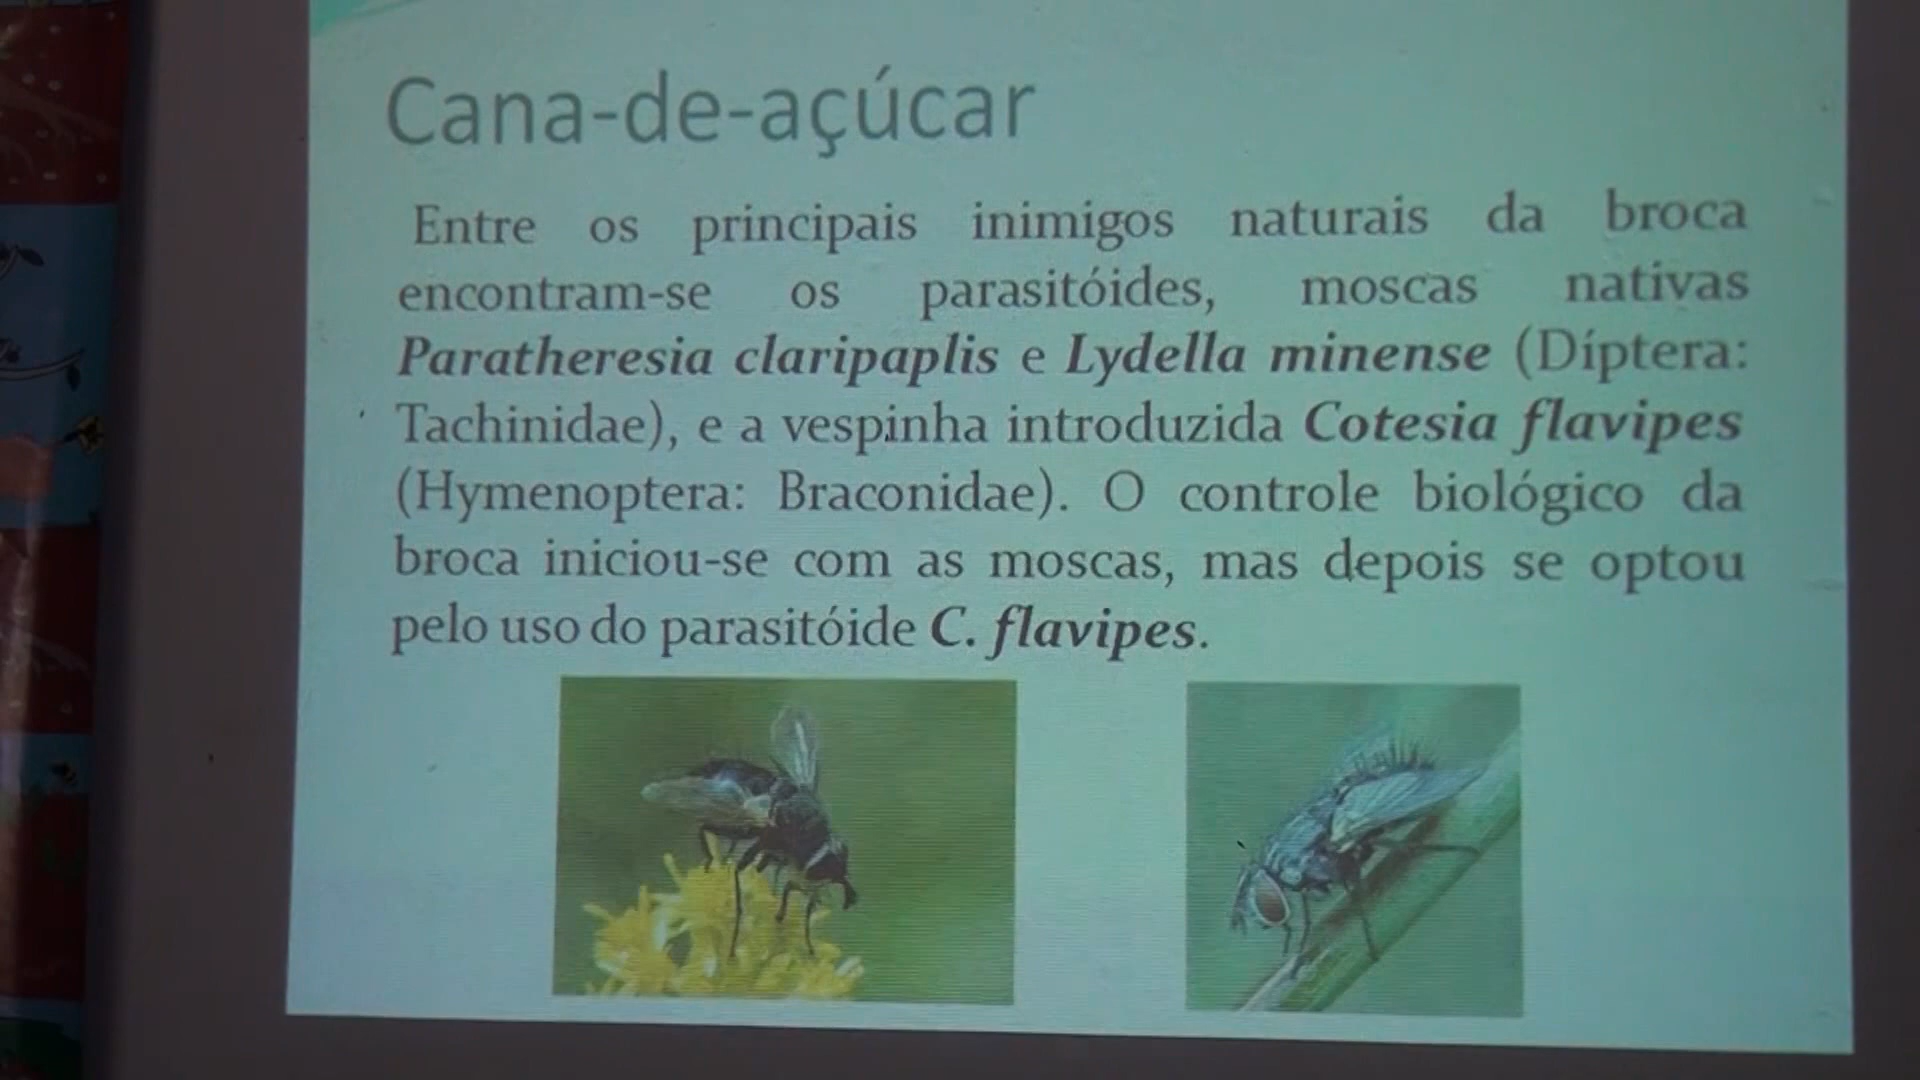 Cana-de-açúcar
Entre os principais inimigos naturais da broca
encontram-se os parasitóides, moscas nativas
Paratheresia claripaplis e Lydella minense (Díptera:
Tachinidae), e a vespinha introduzida Cotesia flavipes
(Hymenoptera: Braconidae). O controle biológico da
broca iniciou-se com as moscas, mas depois se optou
pelo uso do parasitóide C. flavipes.